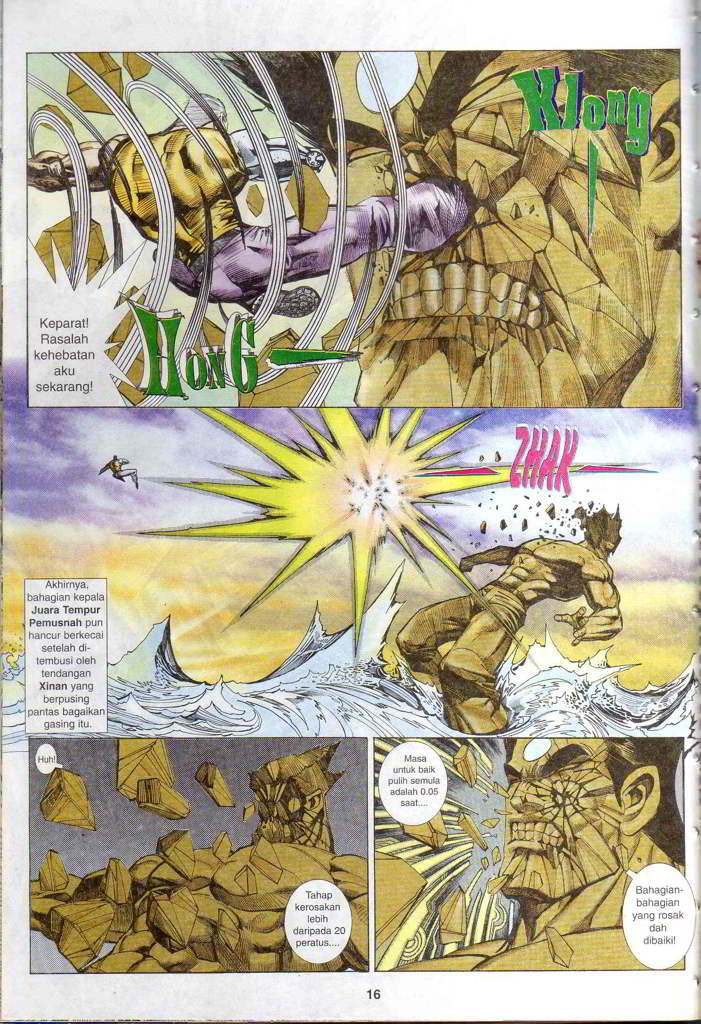 Klong
Keparat!
Rasalah
kehebatan
aku
sekarang!
HonG
ZHAK
Akhirnya,
bahagian kepala
Juara Tempur
Pemusnah pun
hancur berkecai
setelah di-
tembusi oleh
tendangan
Xinan yang
berpusing
pantas bagaikan
gasing itu.
Huh!
Tahap
kerosakan
lebih
daripada 20
peratus....
Masa
untuk baik
pulih semula
adalah 0.05
saat....
Bahagian-
bahagian
yang rosak
dah
dibaiki!
16